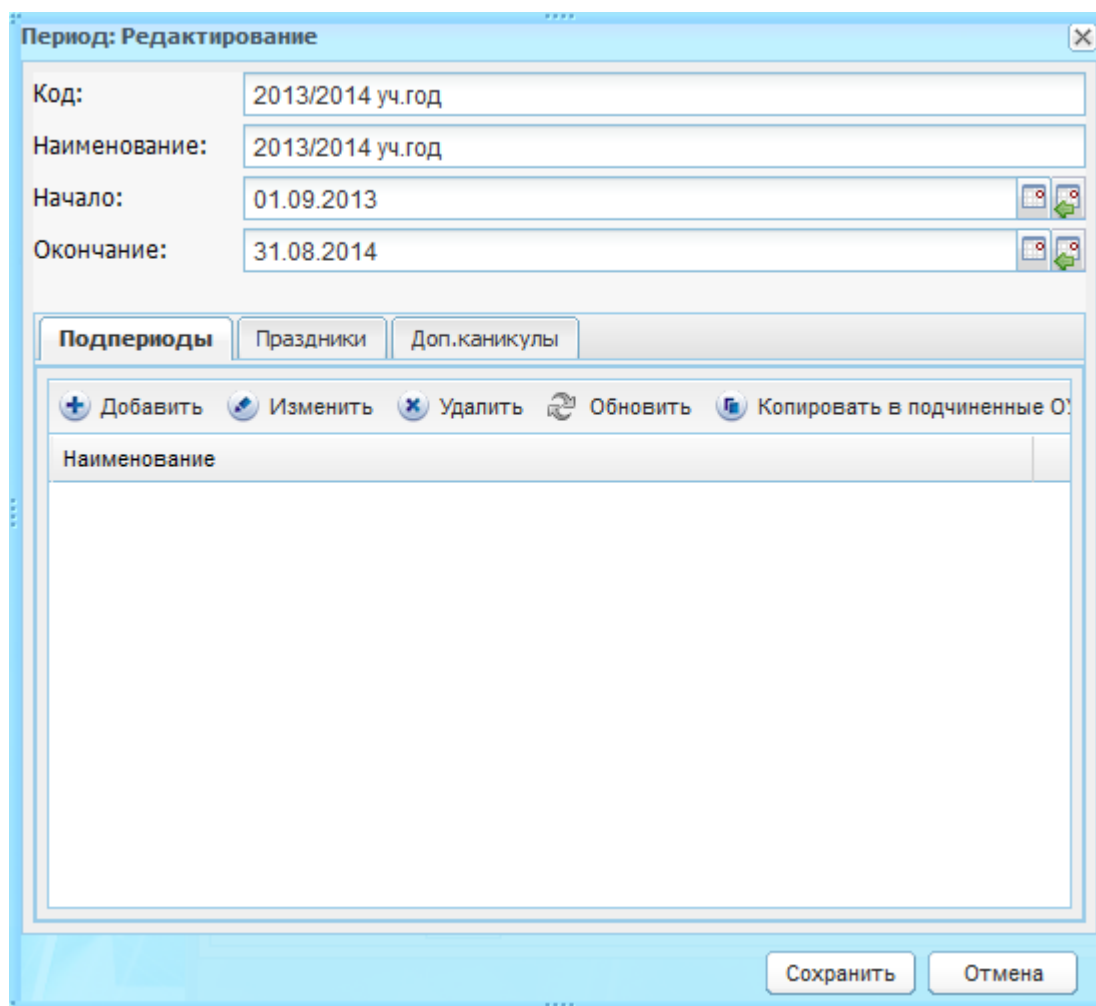 Период: Редактирование
Код: 2013/2014 уч.год
Наименование: 2013/2014 уч.год
Начало: 01.09.2013
Окончание: 31.08.2014
Подпериоды Праздники Доп.каникулы
Добавить Изменить Удалить Обновить Копировать в подчиненные
Наименование
Сохранить Отмена